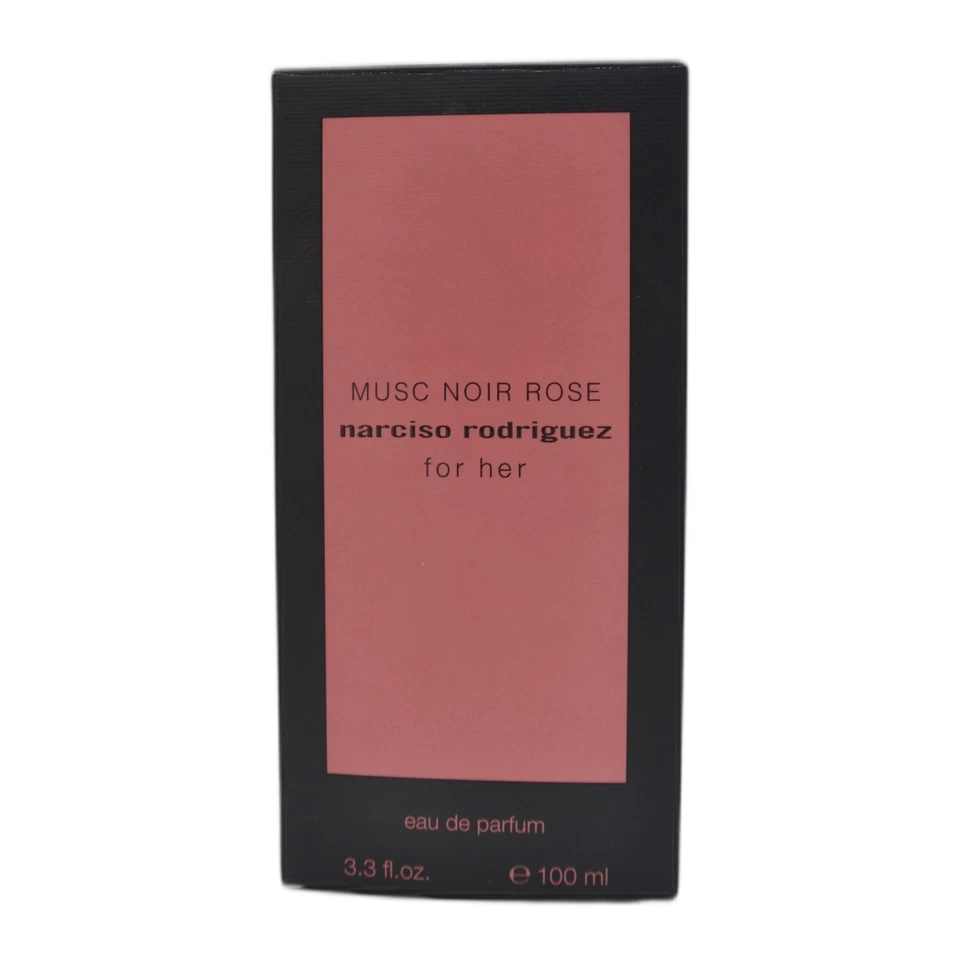 MUSC NOIR ROSE
narciso rodriguez
for her
eau de parfum
3.3 fl.oz. ℮ 100 ml